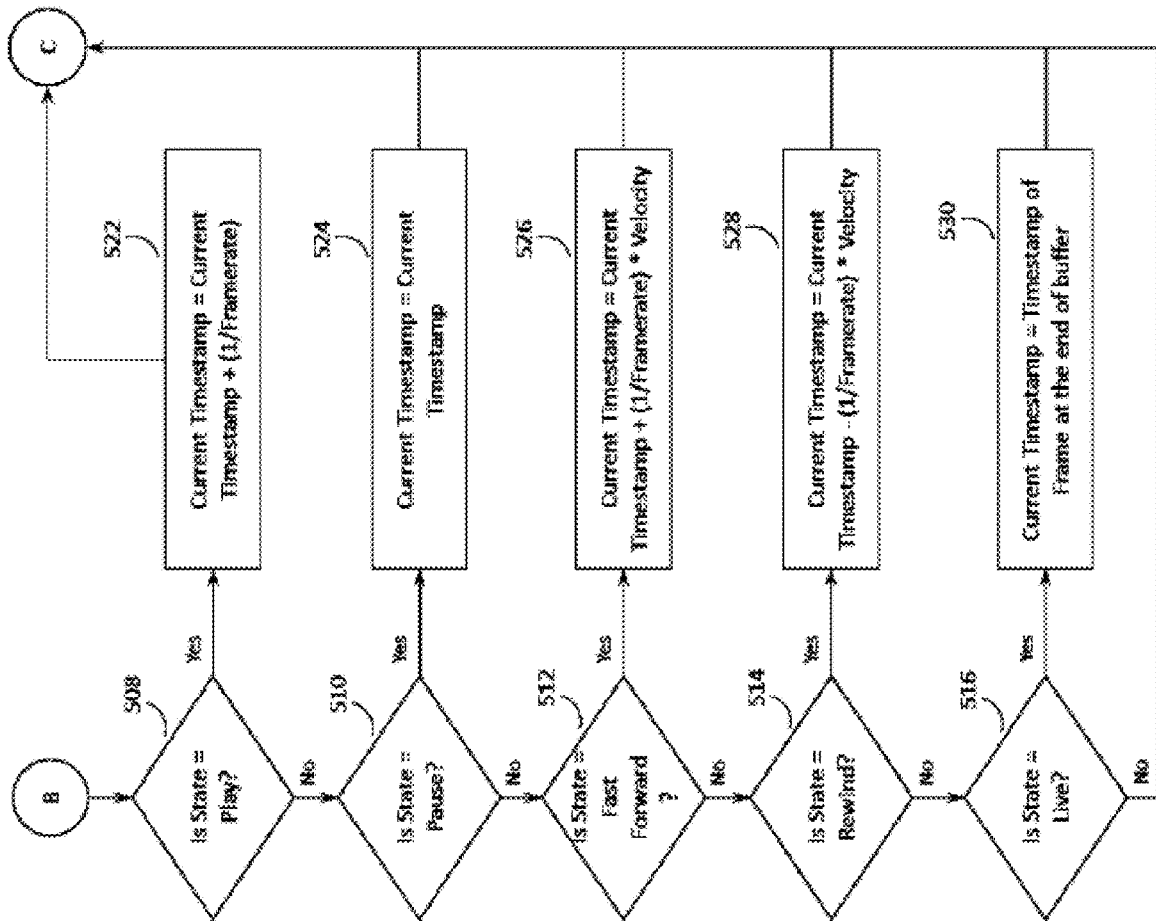 B
508
Is State =
Play?
Yes
No
522
Current Timestamp = Current
Timestamp + (1/Framerate)
C
510
Is State =
Pause?
Yes
No
524
Current Timestamp = Current
Timestamp
512
Is State =
Fast
Forward
?
Yes
No
526
Current Timestamp = Current
Timestamp + (1/Framerate) * Velocity
514
Is State =
Rewind?
Yes
No
528
Current Timestamp = Current
Timestamp - (1/Framerate) * Velocity
516
Is State =
Live?
Yes
No
530
Current Timestamp = Timestamp of
Frame at the end of buffer